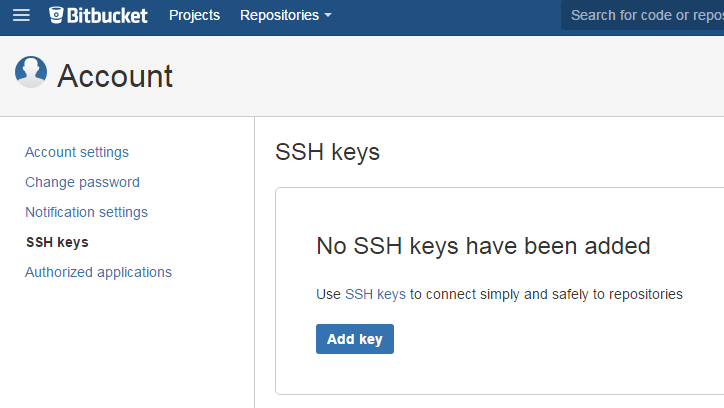 Bitbucket Projects Repositories Search for code or repos
Account
Account settings
Change password
Notification settings
SSH keys
Authorized applications
SSH keys
No SSH keys have been added
Use SSH keys to connect simply and safely to repositories
Add key